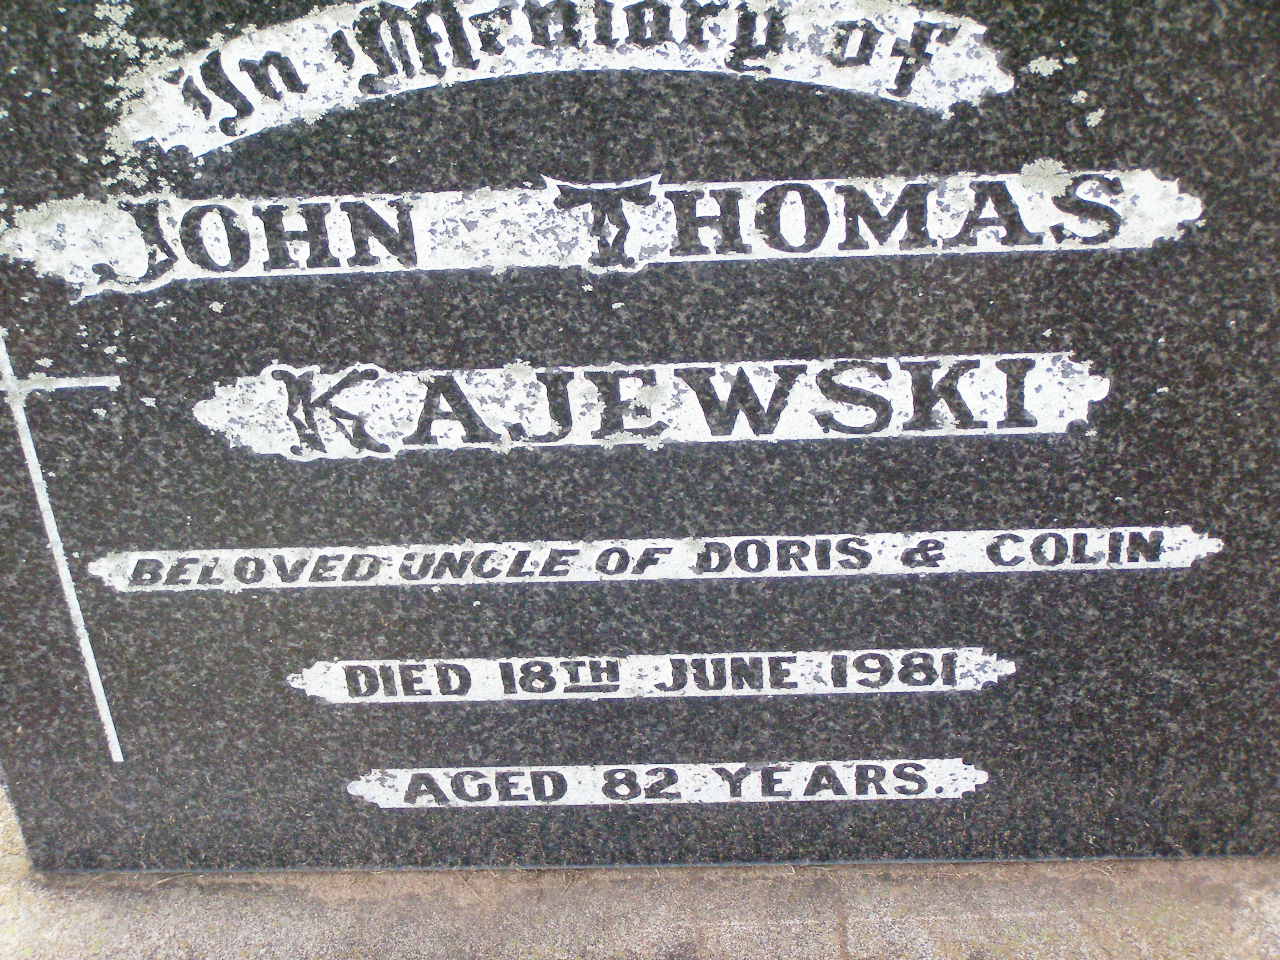 In Memory of
JOHN THOMAS
KAJEWSKI
BELOVED UNCLE OF DORIS & COLIN
DIED 18TH JUNE 1981
AGED 82 YEARS.